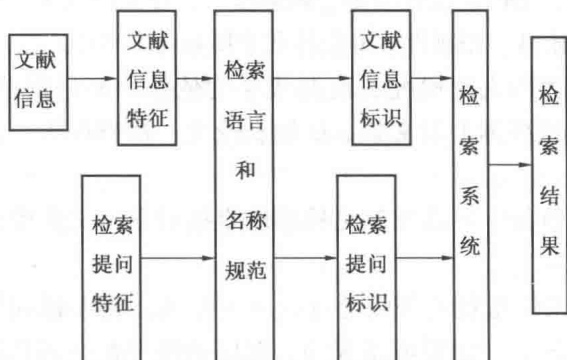 文献
信息
文献
信息
特征
检索
提问
特征
检索
语言
和
名称
规范
文献
信息
标识
检索
提问
标识
检
索
系
统
检
索
结
果